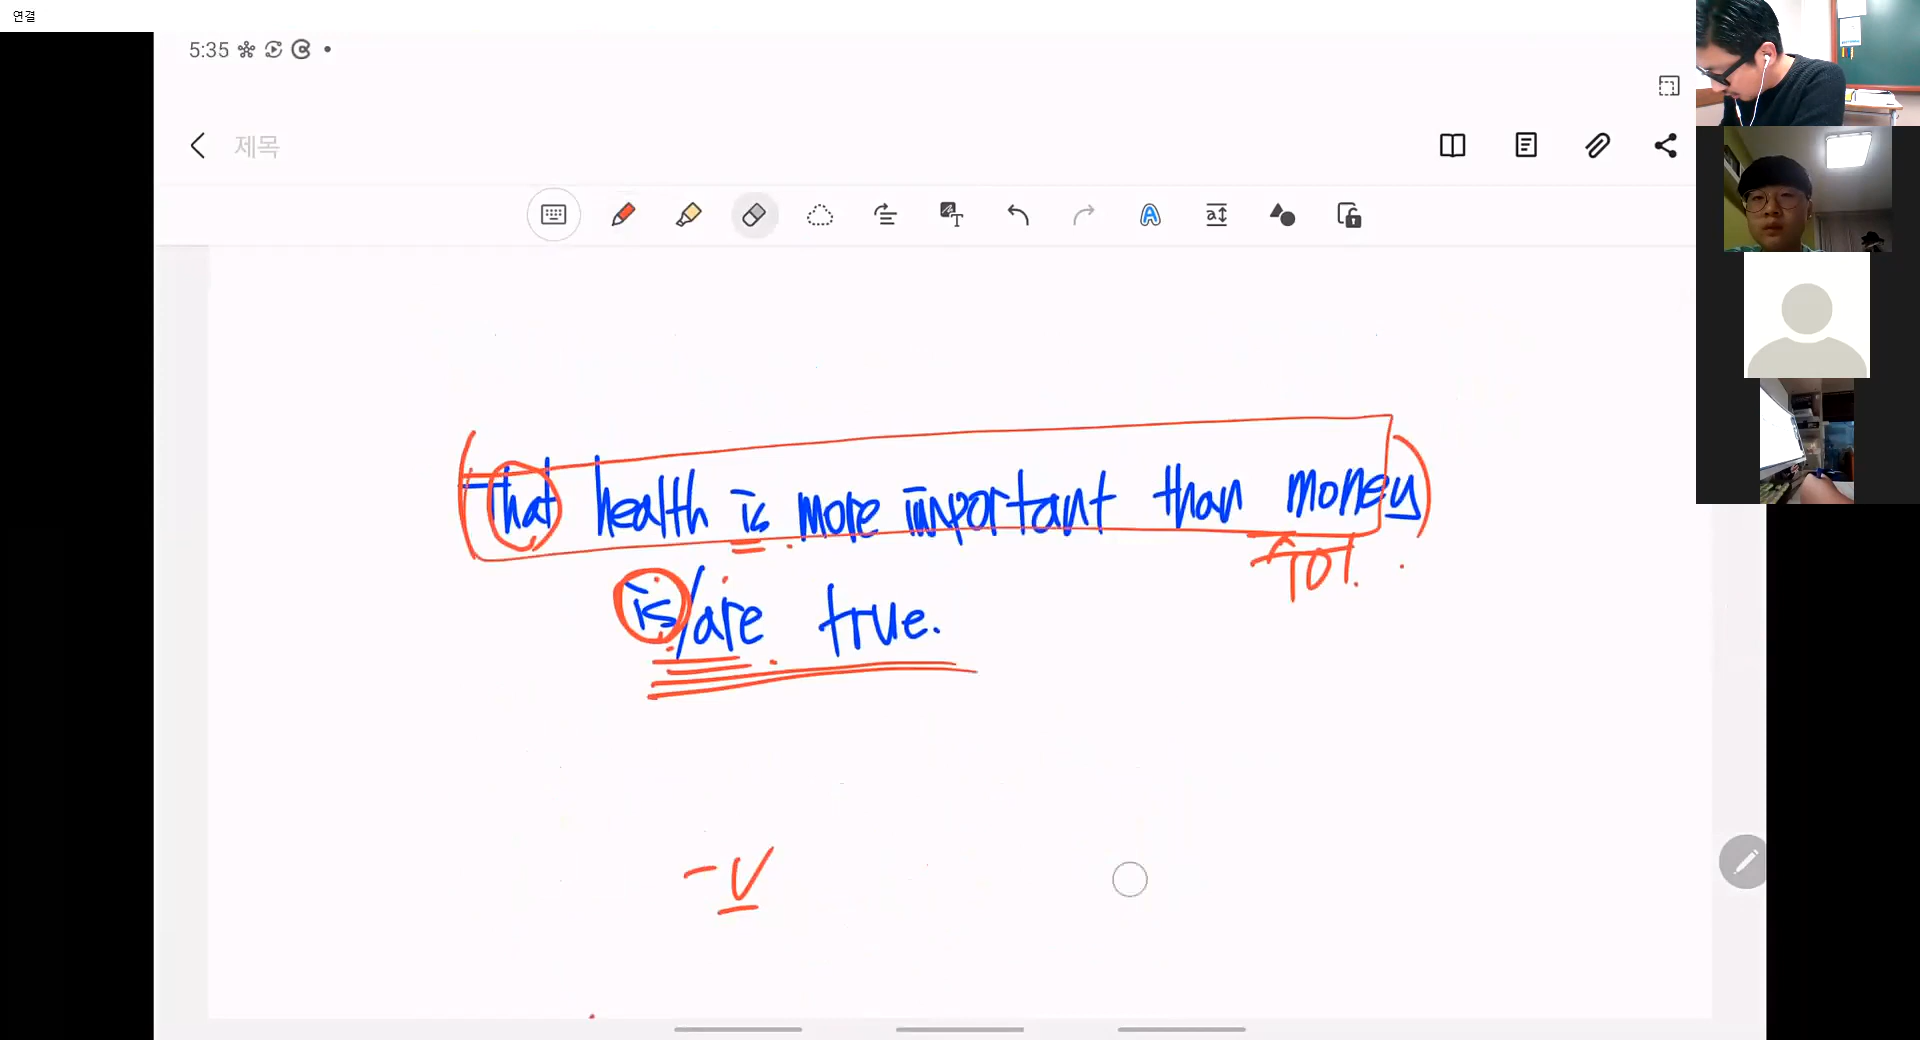 연결
5:35
제목
That health is more important than money
tot.
is/are true.
-V